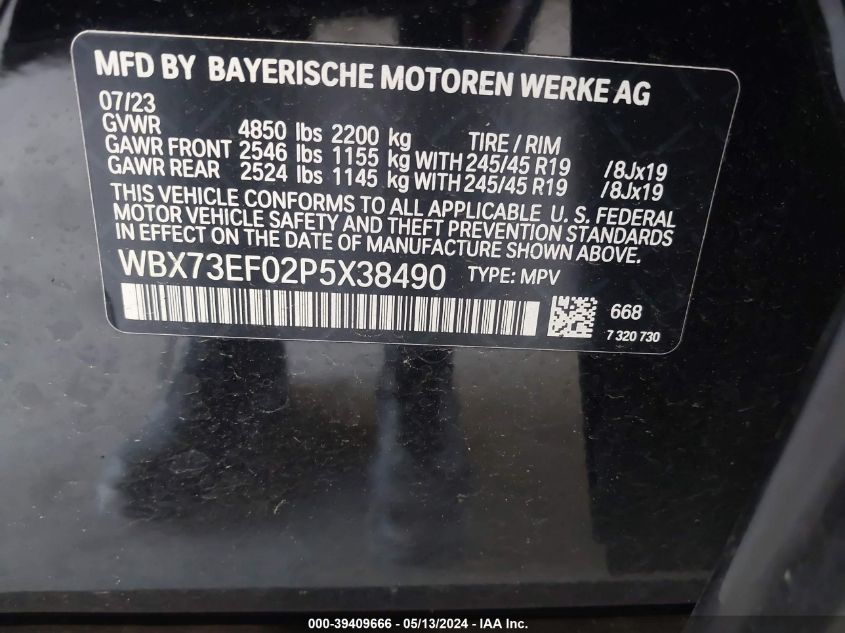 MFD BY BAYERISCHE MOTOREN WERKE AG
07/23
GVWR 4850 lbs 2200 kg TIRE / RIM
GAWR FRONT 2546 lbs 1155 kg WITH 245/45 R19 /8Jx19
GAWR REAR 2524 lbs 1145 kg WITH 245/45 R19 /8Jx19
THIS VEHICLE CONFORMS TO ALL APPLICABLE U. S. FEDERAL
MOTOR VEHICLE SAFETY AND THEFT PREVENTION STANDARDS
IN EFFECT ON THE DATE OF MANUFACTURE SHOWN ABOVE.
WBX73EF02P5X38490 TYPE: MPV
668
7 320 730
000-39409666 - 05/13/2024 - IAA Inc.